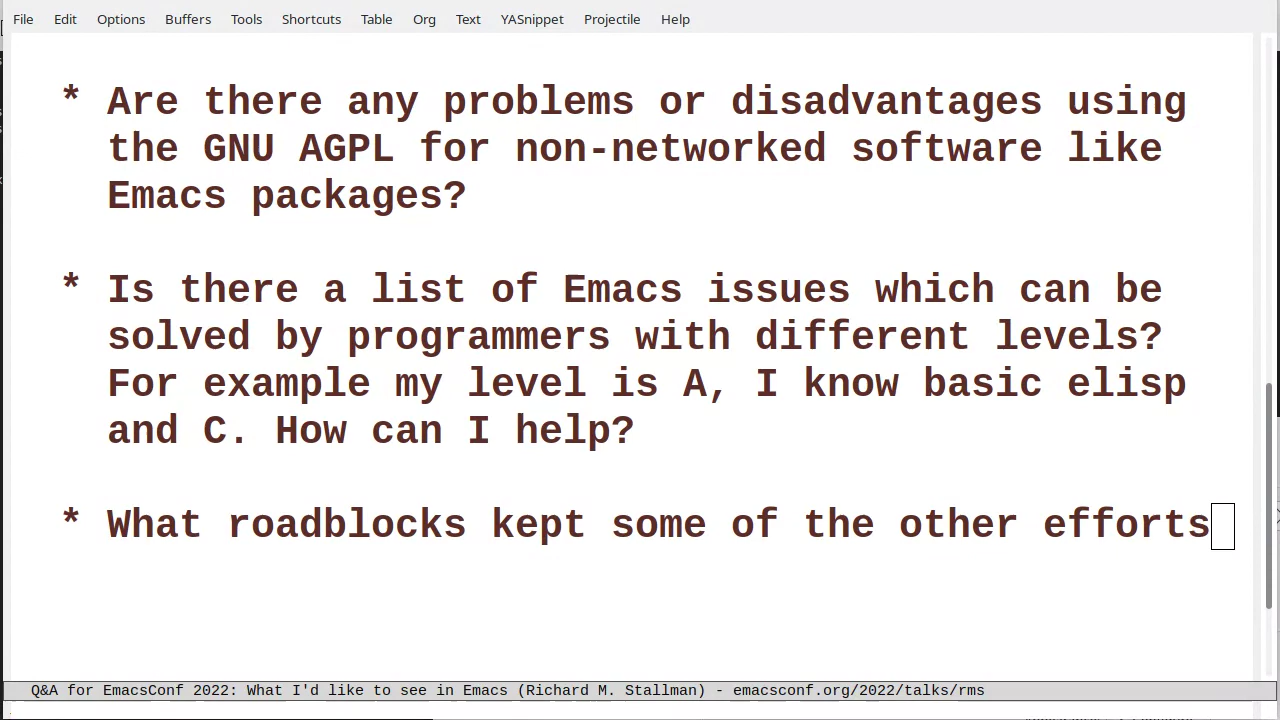 File Edit Options Buffers Tools Shortcuts Table Org Text YASnippet Projectile Help
* Are there any problems or disadvantages using
the GNU AGPL for non-networked software like
Emacs packages?
* Is there a list of Emacs issues which can be
solved by programmers with different levels?
For example my level is A, I know basic elisp
and C. How can I help?
* What roadblocks kept some of the other efforts
Q&A for EmacsConf 2022: What I'd like to see in Emacs (Richard M. Stallman) - emacsconf.org/2022/talks/rms